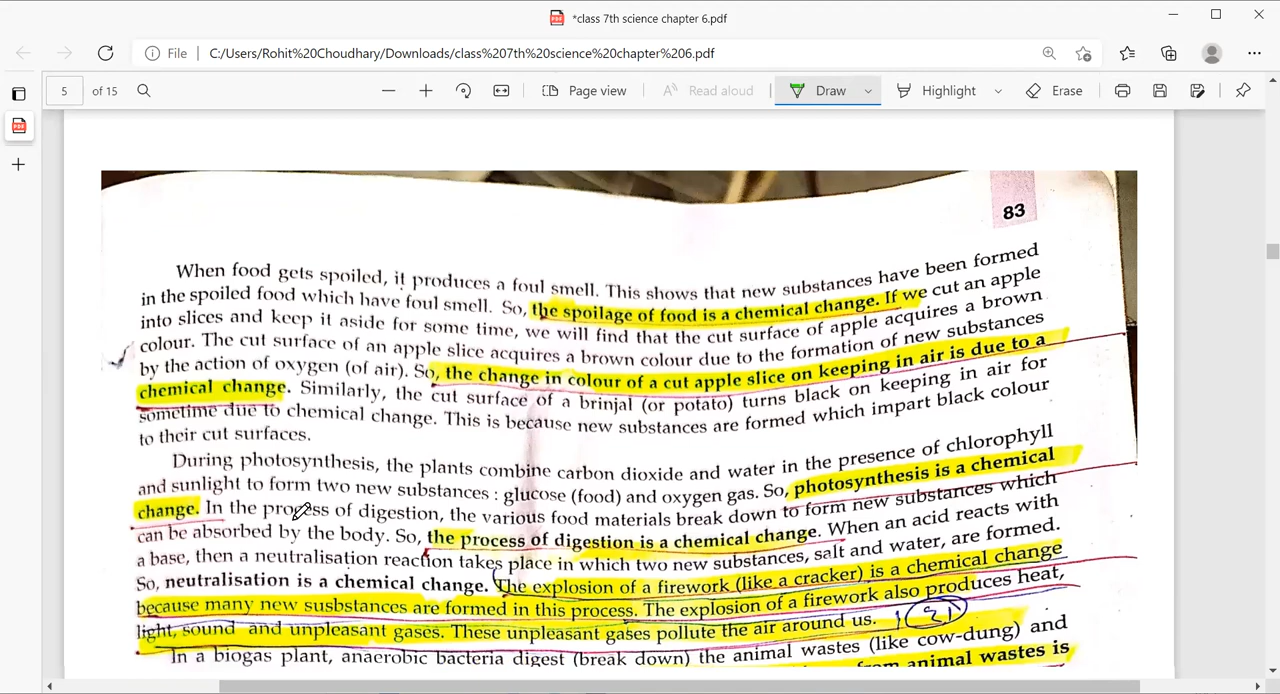 *class 7th science chapter 6.pdf
File | C:/Users/Rohit%20Choudhary/Downloads/class%207th%20science%20chapter%206.pdf
5 of 15 Page view Read aloud Draw Highlight Erase
83
When food gets spoiled, it produces a foul smell. This shows that new substances have been formed
in the spoiled food which have foul smell. So, the spoilage of food is a chemical change. If we cut an apple
into slices and keep it aside for some time, we will find that the cut surface of apple acquires a brown
colour. The cut surface of an apple slice acquires a brown colour due to the formation of new substances
by the action of oxygen (of air). So, the change in colour of a cut apple slice on keeping in air is due to a
chemical change. Similarly, the cut surface of a brinjal (or potato) turns black on keeping in air for
sometime due to chemical change. This is because new substances are formed which impart black colour
to their cut surfaces.
During photosynthesis, the plants combine carbon dioxide and water in the presence of chlorophyll
and sunlight to form two new substances : glucose (food) and oxygen gas. So, photosynthesis is a chemical
change. In the process of digestion, the various food materials break down to form new substances which
can be absorbed by the body. So, the process of digestion is a chemical change. When an acid reacts with
a base, then a neutralisation reaction takes place in which two new substances, salt and water, are formed.
So, neutralisation is a chemical change. The explosion of a firework (like a cracker) is a chemical change
because many new susbstances are formed in this process. The explosion of a firework also produces heat,
light, sound and unpleasant gases. These unpleasant gases pollute the air around us.
In a biogas plant, anaerobic bacteria digest (break down) the animal wastes (like cow-dung) and
from animal wastes is